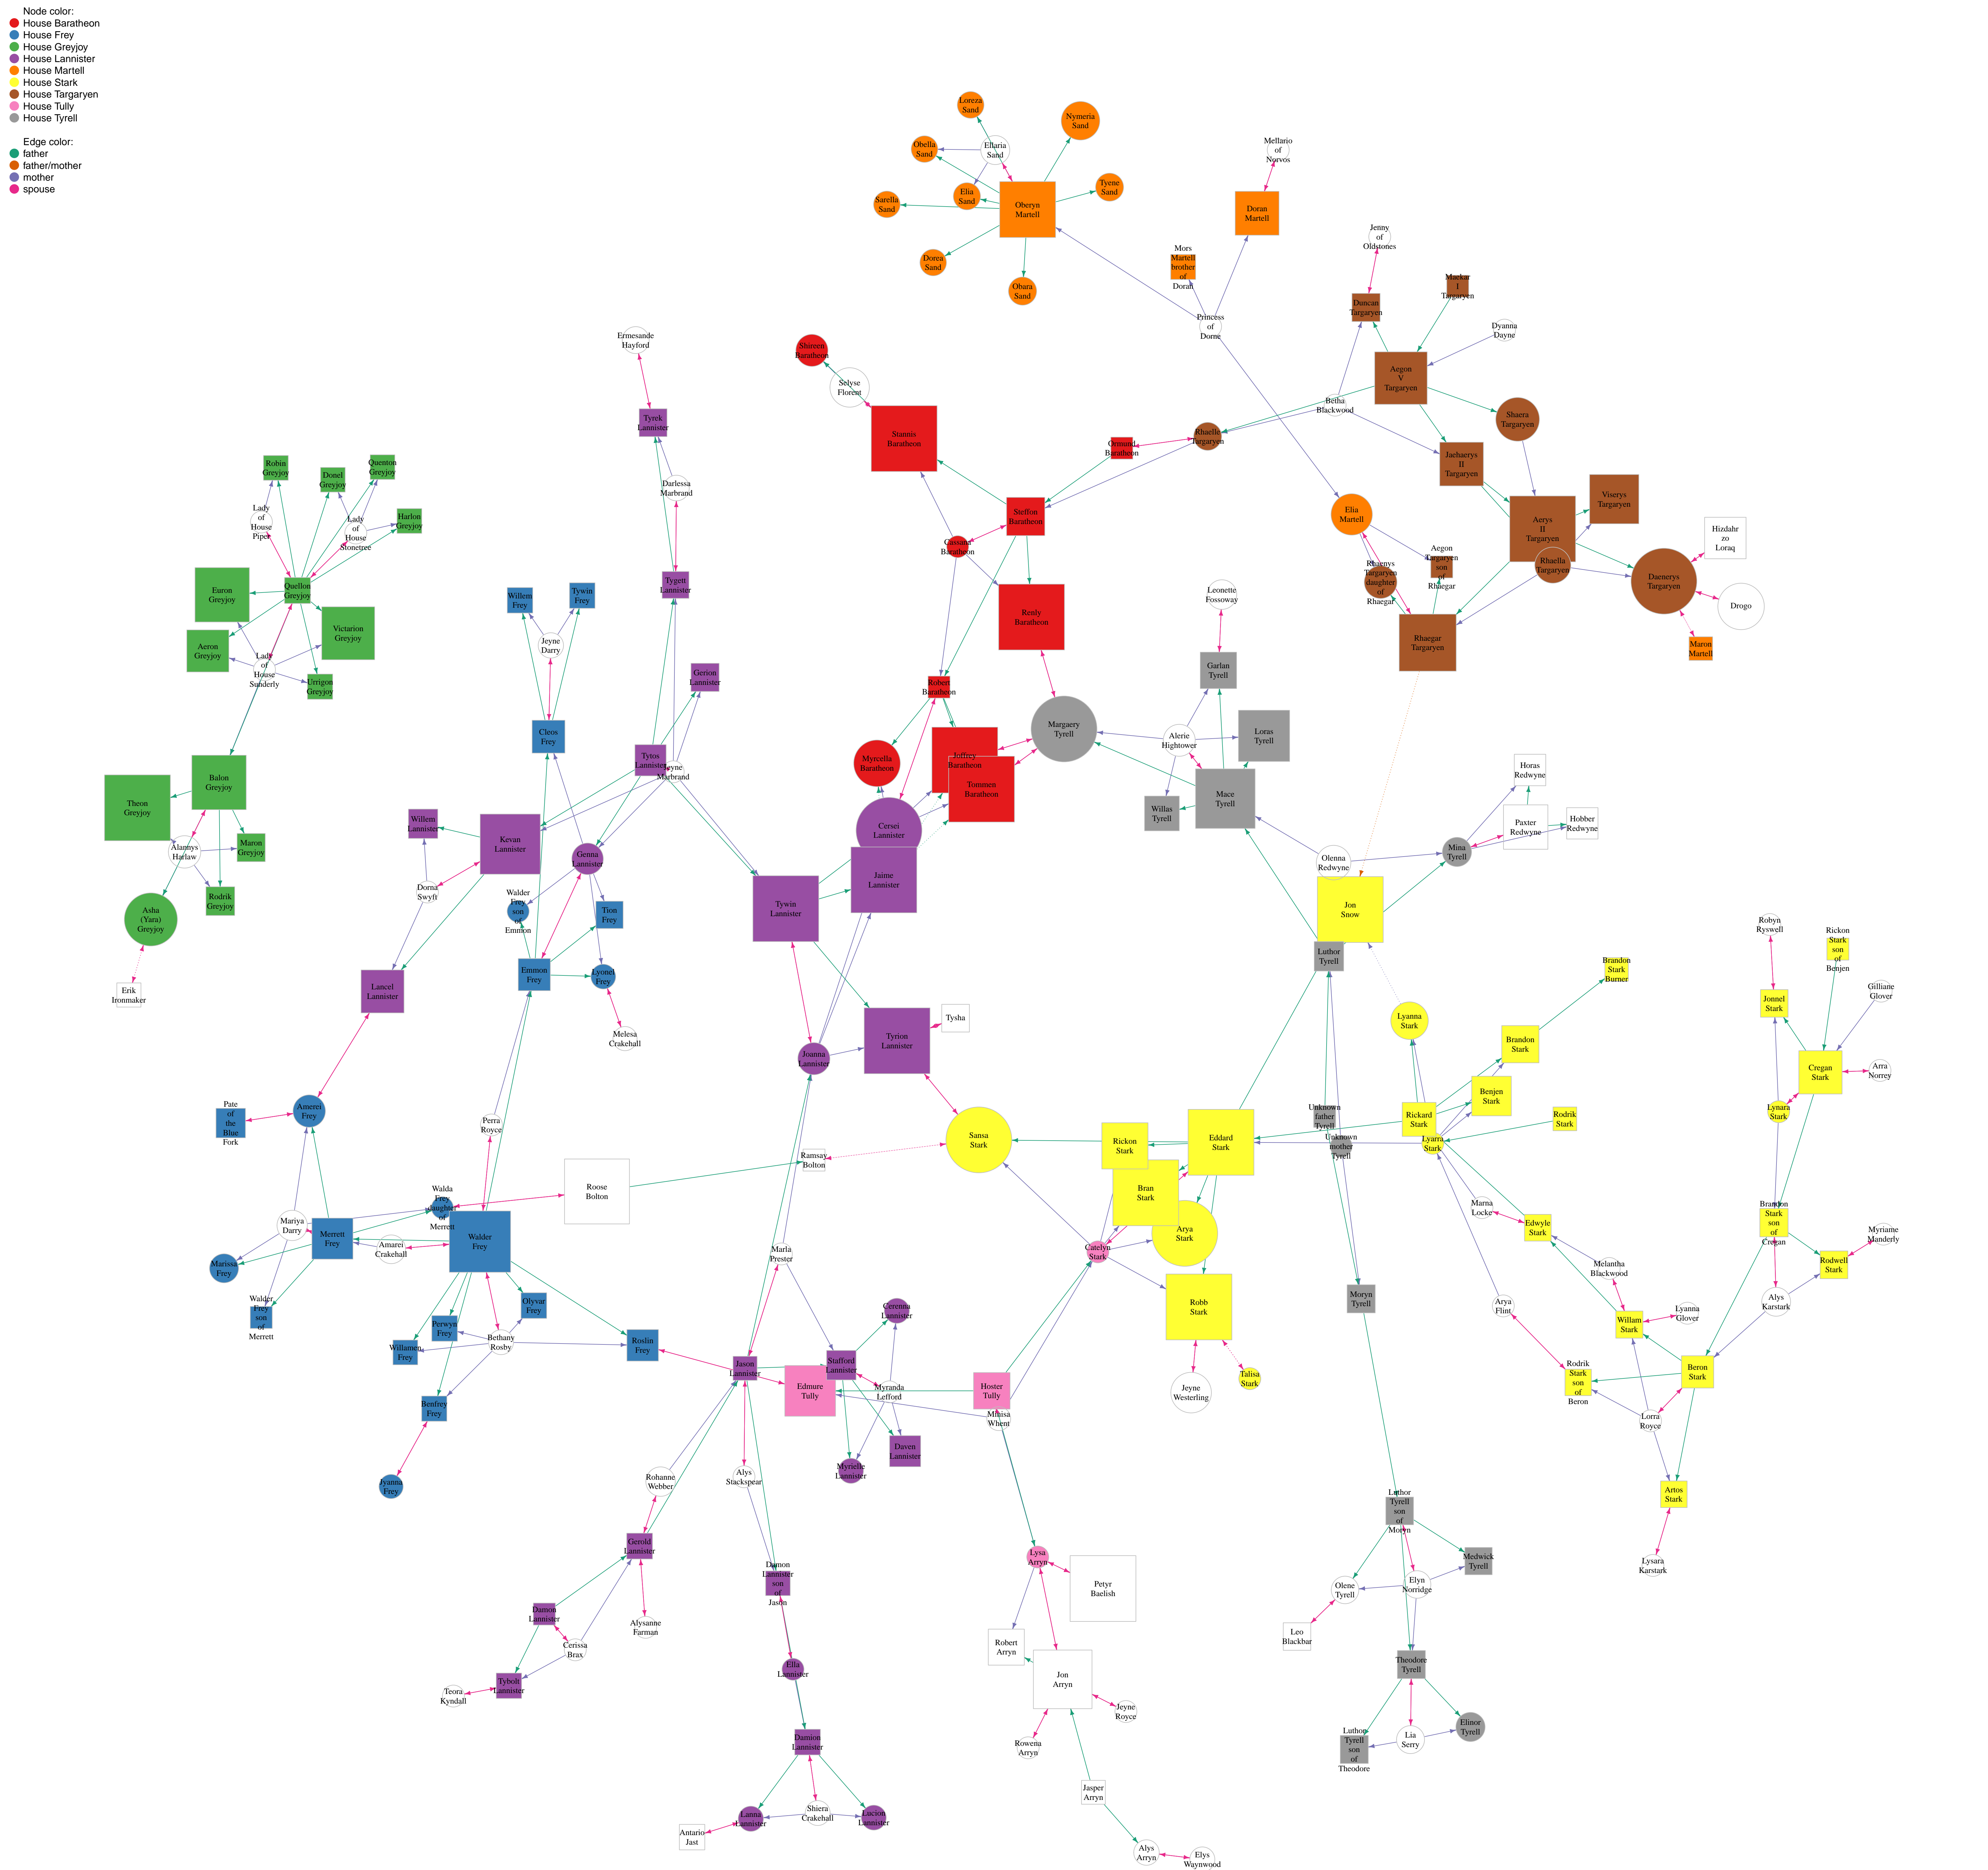 Node color:
House Baratheon
House Frey
House Greyjoy
House Lannister
House Martell
House Stark
House Targaryen
House Tully
House Tyrell
Edge color:
father
father/mother
mother
spouse
Loreza
Sand
Nymeria
Sand
Obella
Sand
Ellaria
Sand
Mellario
of
Norvos
Sarella
Sand
Elia
Sand
Tyene
Sand
Oberyn
Martell
Doran
Martell
Dorea
Sand
Obara
Sand
Mors
Martell
brother
of
Doran
Jenny
of
Oldstones
Maekar
I
Targaryen
Duncan
Targaryen
Princess
of
Dorne
Dyanna
Dayne
Ermesande
Hayford
Shireen
Baratheon
Selyse
Florent
Aegon
V
Targaryen
Betha
Blackwood
Shaera
Targaryen
Tyrek
Lannister
Stannis
Baratheon
Ormund
Baratheon
Rhaelle
Targaryen
Jaehaerys
II
Targaryen
Robin
Greyjoy
Donel
Greyjoy
Quenton
Greyjoy
Darlessa
Marbrand
Viserys
Targaryen
Lady
of
House
Piper
Lady
of
House
Stonetree
Harlon
Greyjoy
Steffon
Baratheon
Elia
Martell
Aerys
II
Targaryen
Hizdahr
zo
Loraq
Cassana
Baratheon
Rhaenys
Targaryen
daughter
of
Rhaegar
Aegon
Targaryen
son
of
Rhaegar
Rhaella
Targaryen
Daenerys
Targaryen
Euron
Greyjoy
Quellon
Greyjoy
Willem
Frey
Tywin
Frey
Tygett
Lannister
Renly
Baratheon
Leonette
Fossoway
Drogo
Victarion
Greyjoy
Aeron
Greyjoy
Lady
of
House
Sunderly
Urrigon
Greyjoy
Jeyne
Darry
Gerion
Lannister
Robert
Baratheon
Garlan
Tyrell
Rhaegar
Targaryen
Maron
Martell
Cleos
Frey
Margaery
Tyrell
Alerie
Hightower
Loras
Tyrell
Tytos
Lannister
Jeyne
Marbrand
Myrcella
Baratheon
Joffrey
Baratheon
Tommen
Baratheon
Balon
Greyjoy
Theon
Greyjoy
Mace
Tyrell
Willas
Tyrell
Horas
Redwyne
Willem
Lannister
Kevan
Lannister
Cersei
Lannister
Paxter
Redwyne
Hobber
Redwyne
Alannys
Harlaw
Maron
Greyjoy
Genna
Lannister
Olenna
Redwyne
Mina
Tyrell
Rodrik
Greyjoy
Dorna
Swyft
Walder
Frey
son
of
Emmon
Tion
Frey
Tywin
Lannister
Jaime
Lannister
Jon
Snow
Asha
(Yara)
Greyjoy
Robyn
Ryswell
Rickon
Stark
son
of
Benjen
Erik
Ironmaker
Lancel
Lannister
Emmon
Frey
Lyonel
Frey
Luthor
Tyrell
Brandon
Stark
Burner
Jonnel
Stark
Gilliane
Glover
Melesa
Crakehall
Joanna
Lannister
Tyrion
Lannister
Tysha
Lyanna
Stark
Brandon
Stark
Cregan
Stark
Arra
Norrey
Pate
of
the
Blue
Fork
Amerei
Frey
Perra
Royce
Unknown
father
Tyrell
Unknown
mother
Tyrell
Benjen
Stark
Rickard
Stark
Rodrik
Stark
Lynara
Stark
Lyarra
Stark
Ramsay
Bolton
Sansa
Stark
Rickon
Stark
Eddard
Stark
Roose
Bolton
Bran
Stark
Walda
Frey
daughter
of
Merrett
Mariya
Darry
Merrett
Frey
Amarei
Crakehall
Walder
Frey
Marla
Prester
Catelyn
Stark
Arya
Stark
Marna
Locke
Edwyle
Stark
Brandon
Stark
son
of
Cregan
Myriame
Manderly
Rodwell
Stark
Melantha
Blackwood
Marissa
Frey
Walder
Frey
son
of
Merrett
Olyvar
Frey
Perwyn
Frey
Willamen
Frey
Bethany
Rosby
Roslin
Frey
Cerenna
Lannister
Robb
Stark
Moryn
Tyrell
Arya
Flint
Willam
Stark
Lyanna
Glover
Alys
Karstark
Jason
Lannister
Stafford
Lannister
Edmure
Tully
Myranda
Lefford
Hoster
Tully
Minisa
Whent
Jeyne
Westerling
Talisa
Stark
Rodrik
Stark
son
of
Beron
Beron
Stark
Benfrey
Frey
Lorra
Royce
Jyanna
Frey
Rohanne
Webber
Alys
Stackspear
Myrielle
Lannister
Daven
Lannister
Artos
Stark
Luthor
Tyrell
son
of
Moryn
Gerold
Lannister
Lysa
Arryn
Petyr
Baelish
Medwick
Tyrell
Lysara
Karstark
Damon
Lannister
son
of
Jason
Olene
Tyrell
Elyn
Norridge
Damon
Lannister
Alysanne
Farman
Cerissa
Brax
Robert
Arryn
Leo
Blackbar
Ella
Lannister
Jon
Arryn
Theodore
Tyrell
Tybolt
Lannister
Teora
Kyndall
Jeyne
Royce
Elinor
Tyrell
Luthor
Tyrell
son
of
Theodore
Lia
Serry
Damion
Lannister
Rowena
Arryn
Jasper
Arryn
Lanna
Lannister
Shiera
Crakehall
Lucion
Lannister
Antario
Jast
Alys
Arryn
Elys
Waynwood